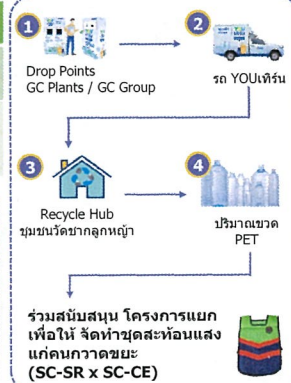 1
2
Drop Points
GC Plants / GC Group
รถ YOUเทิร์น
3
4
Recycle Hub
ชุมชนวัดชากลูกหญ้า
ปริมาณขวด
PET
ร่วมสนับสนุน โครงการแยก
เพื่อให้ จัดทำชุดสะท้อนแสง
แก่คนกวาดขยะ
(SC-SR x SC-CE)